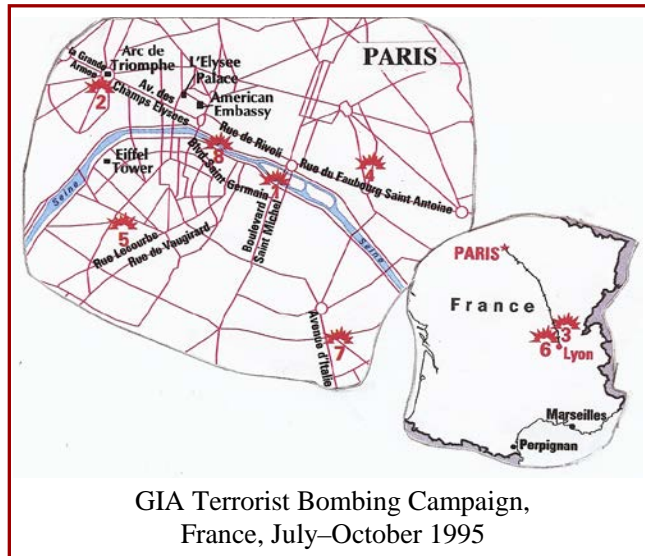 PARIS
La Grande
Armee
Arc de
Triomphe
L'Elysee
Palace
Av. des
Champs Elysees
American
Embassy
2
8
Rue de Rivoli
Eiffel
Tower
Blvd Saint Germain
1
4
Rue du Faubourg Saint Antoine
Seine
5
Rue Lecourbe
Rue du Vaugirard
Boulevard
Saint Michel
Seine
7
Avenue d'Italie
PARIS
France
3
6
Lyon
Marseilles
Perpignan
GIA Terrorist Bombing Campaign,
France, July–October 1995